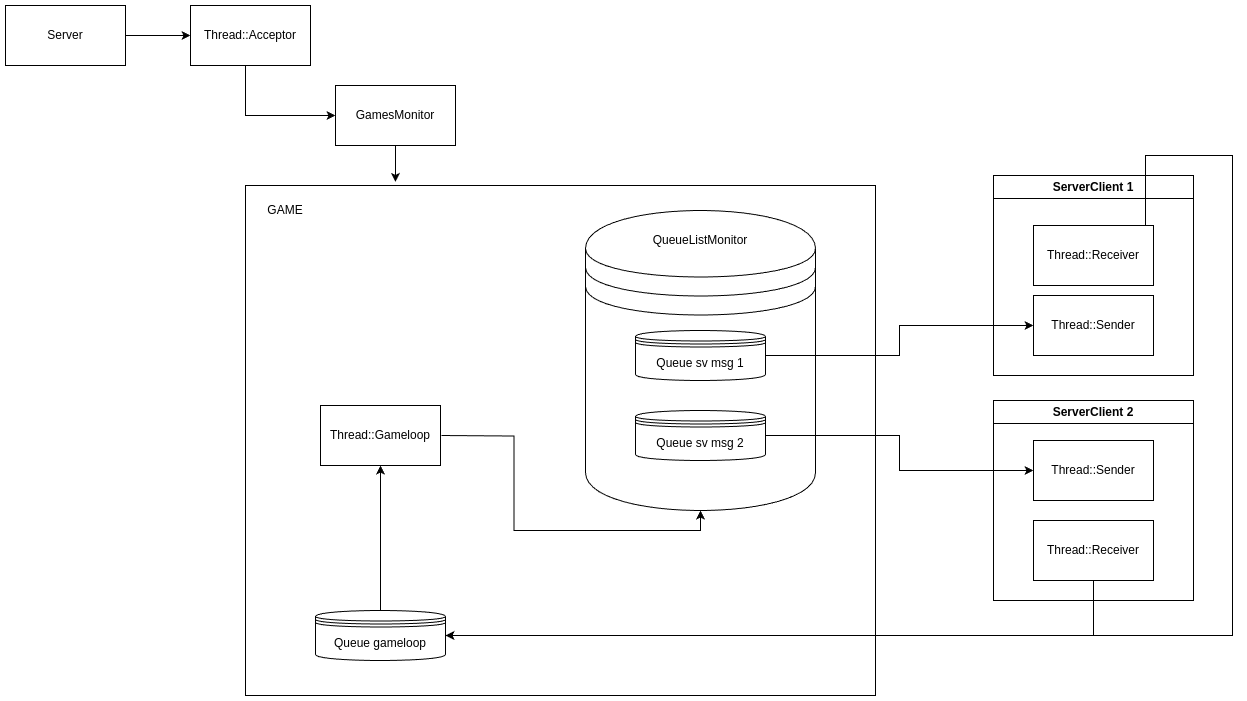 Server
Thread::Acceptor
GamesMonitor
GAME
QueueListMonitor
Queue sv msg 1
Queue sv msg 2
Thread::Gameloop
Queue gameloop
ServerClient 1
Thread::Receiver
Thread::Sender
ServerClient 2
Thread::Sender
Thread::Receiver